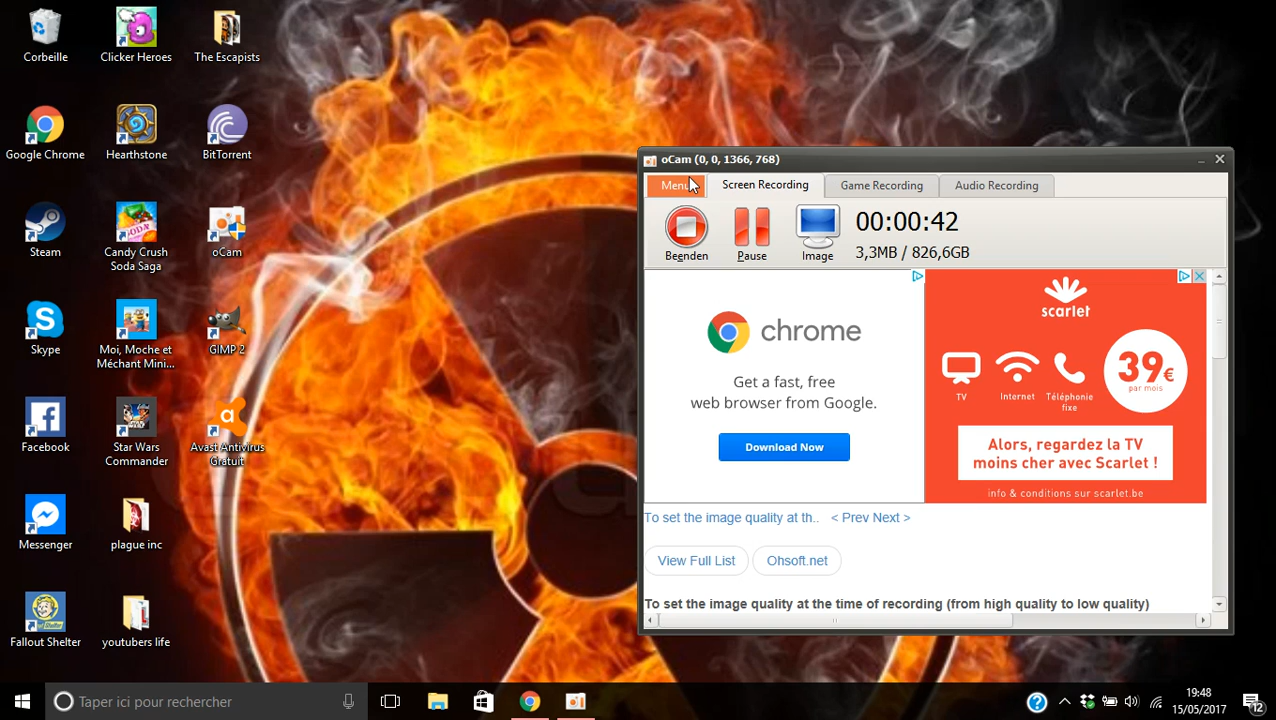 Corbeille
Clicker Heroes
The Escapists
Google Chrome
Hearthstone
BitTorrent
Steam
Candy Crush
Soda Saga
oCam
Skype
Moi, Moche et
Méchant Mini...
GIMP 2
Facebook
Star Wars
Commander
Avast Antivirus
Gratuit
Messenger
plague inc
Fallout Shelter
youtubers life
oCam (0, 0, 1366, 768)
Menu
Screen Recording
Game Recording
Audio Recording
Beenden
Pause
Image
00:00:42
3,3MB / 826,6GB
chrome
Get a fast, free
web browser from Google.
Download Now
scarlet
TV
Internet
Téléphonie
fixe
39€
par mois
Alors, regardez la TV
moins cher avec Scarlet !
info & conditions sur scarlet.be
To set the image quality at th.. < Prev Next >
View Full List
Ohsoft.net
To set the image quality at the time of recording (from high quality to low quality)
Taper ici pour rechercher
19:48
15/05/2017
12